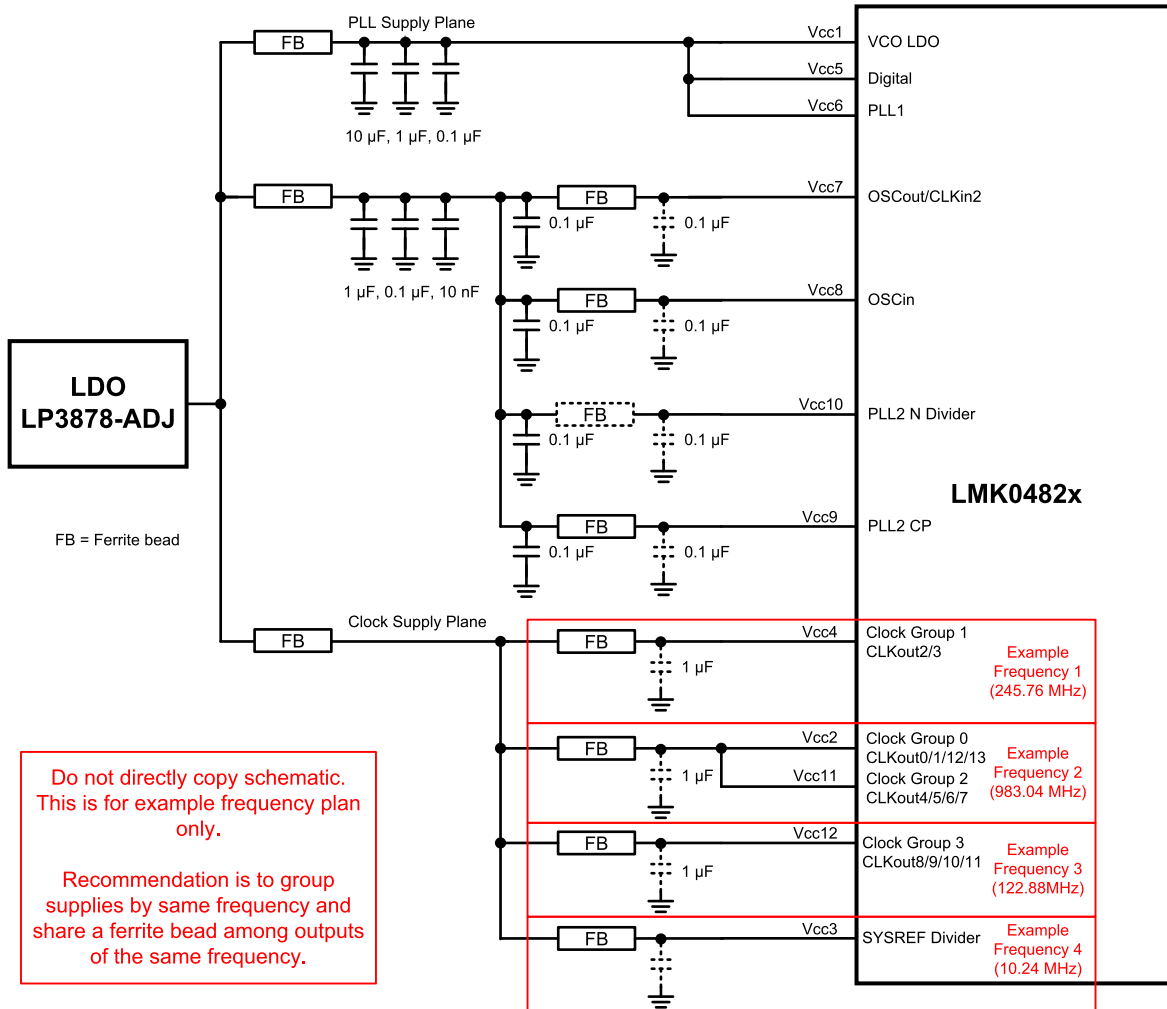 PLL Supply Plane
FB
10 µF, 1 µF, 0.1 µF
Vcc1
VCO LDO
Vcc5
Digital
Vcc6
PLL1
FB
1 µF, 0.1 µF, 10 nF
0.1 µF
FB
0.1 µF
Vcc7
OSCout/CLKin2
0.1 µF
FB
0.1 µF
Vcc8
OSCin
0.1 µF
FB
0.1 µF
Vcc10
PLL2 N Divider
0.1 µF
FB
0.1 µF
Vcc9
PLL2 CP
LDO
LP3878-ADJ
LMK0482x
FB = Ferrite bead
FB
Clock Supply Plane
FB
1 µF
Vcc4
Clock Group 1
CLKout2/3
Example
Frequency 1
(245.76 MHz)
FB
1 µF
Vcc2
Clock Group 0
CLKout0/1/12/13
Vcc11
Clock Group 2
CLKout4/5/6/7
Example
Frequency 2
(983.04 MHz)
FB
1 µF
Vcc12
Clock Group 3
CLKout8/9/10/11
Example
Frequency 3
(122.88MHz)
FB
Vcc3
SYSREF Divider
Example
Frequency 4
(10.24 MHz)
Do not directly copy schematic.
This is for example frequency plan
only.
Recommendation is to group
supplies by same frequency and
share a ferrite bead among outputs
of the same frequency.